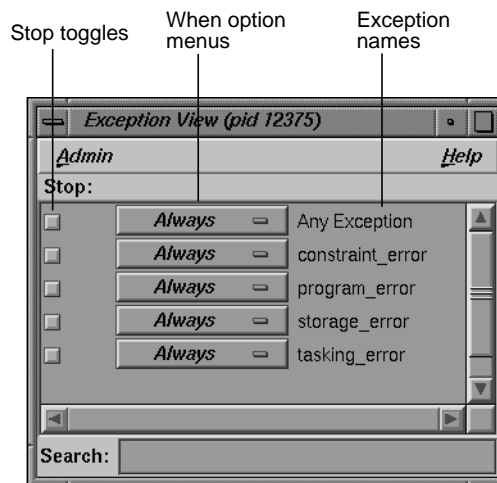 Stop toggles
When option
menus
Exception
names
Exception View (pid 12375)
Admin Help
Stop:
Always Any Exception
Always constraint_error
Always program_error
Always storage_error
Always tasking_error
Search: